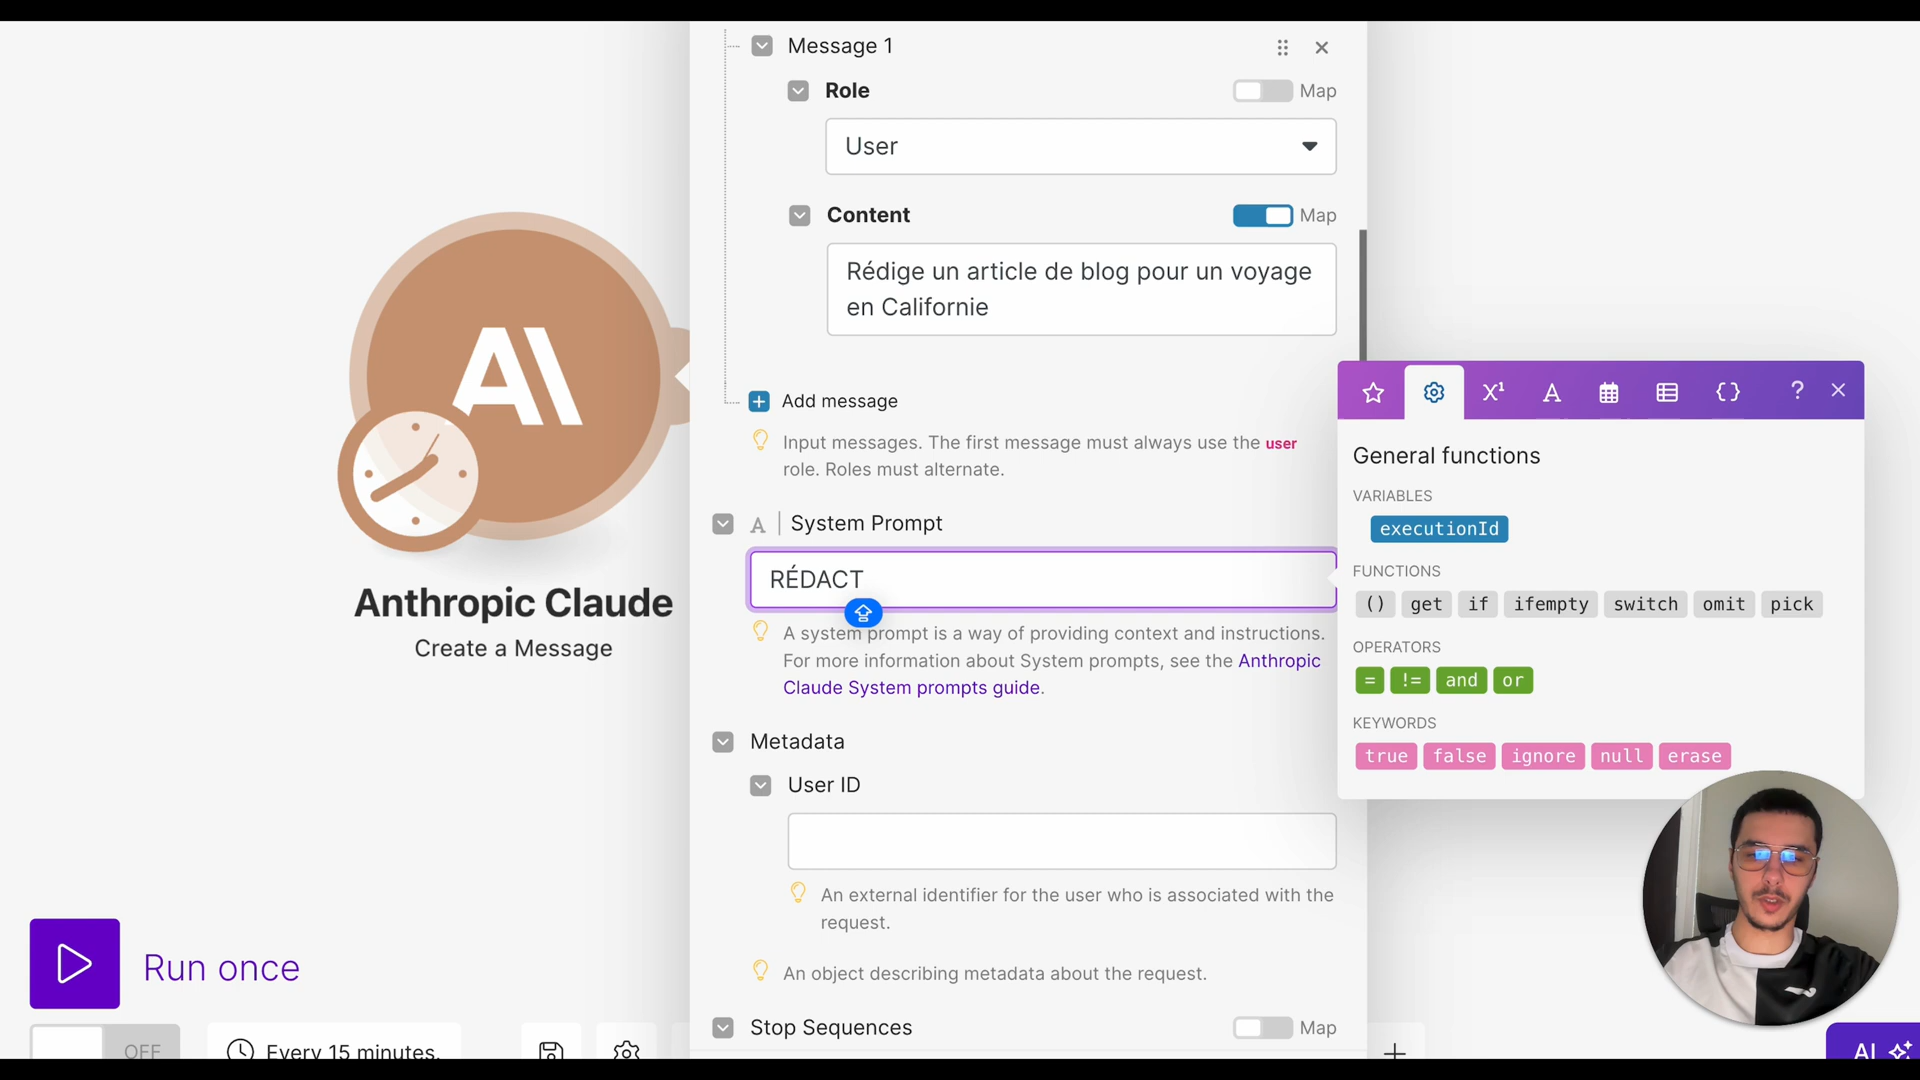 Message 1
Role
Map
User
Content
Map
Rédige un article de blog pour un voyage
en Californie
Add message
Input messages. The first message must always use the user
role. Roles must alternate.
A | System Prompt
RÉDACT
A system prompt is a way of providing context and instructions.
For more information about System prompts, see the Anthropic
Claude System prompts guide.
Metadata
User ID
An external identifier for the user who is associated with the
request.
An object describing metadata about the request.
Stop Sequences
Map
A\
Anthropic Claude
Create a Message
Run once
OFF
Every 15 minutes.
X¹ A { } ?
General functions
VARIABLES
executionId
FUNCTIONS
() get if ifempty switch omit pick
OPERATORS
= != and or
KEYWORDS
true false ignore null erase
AI